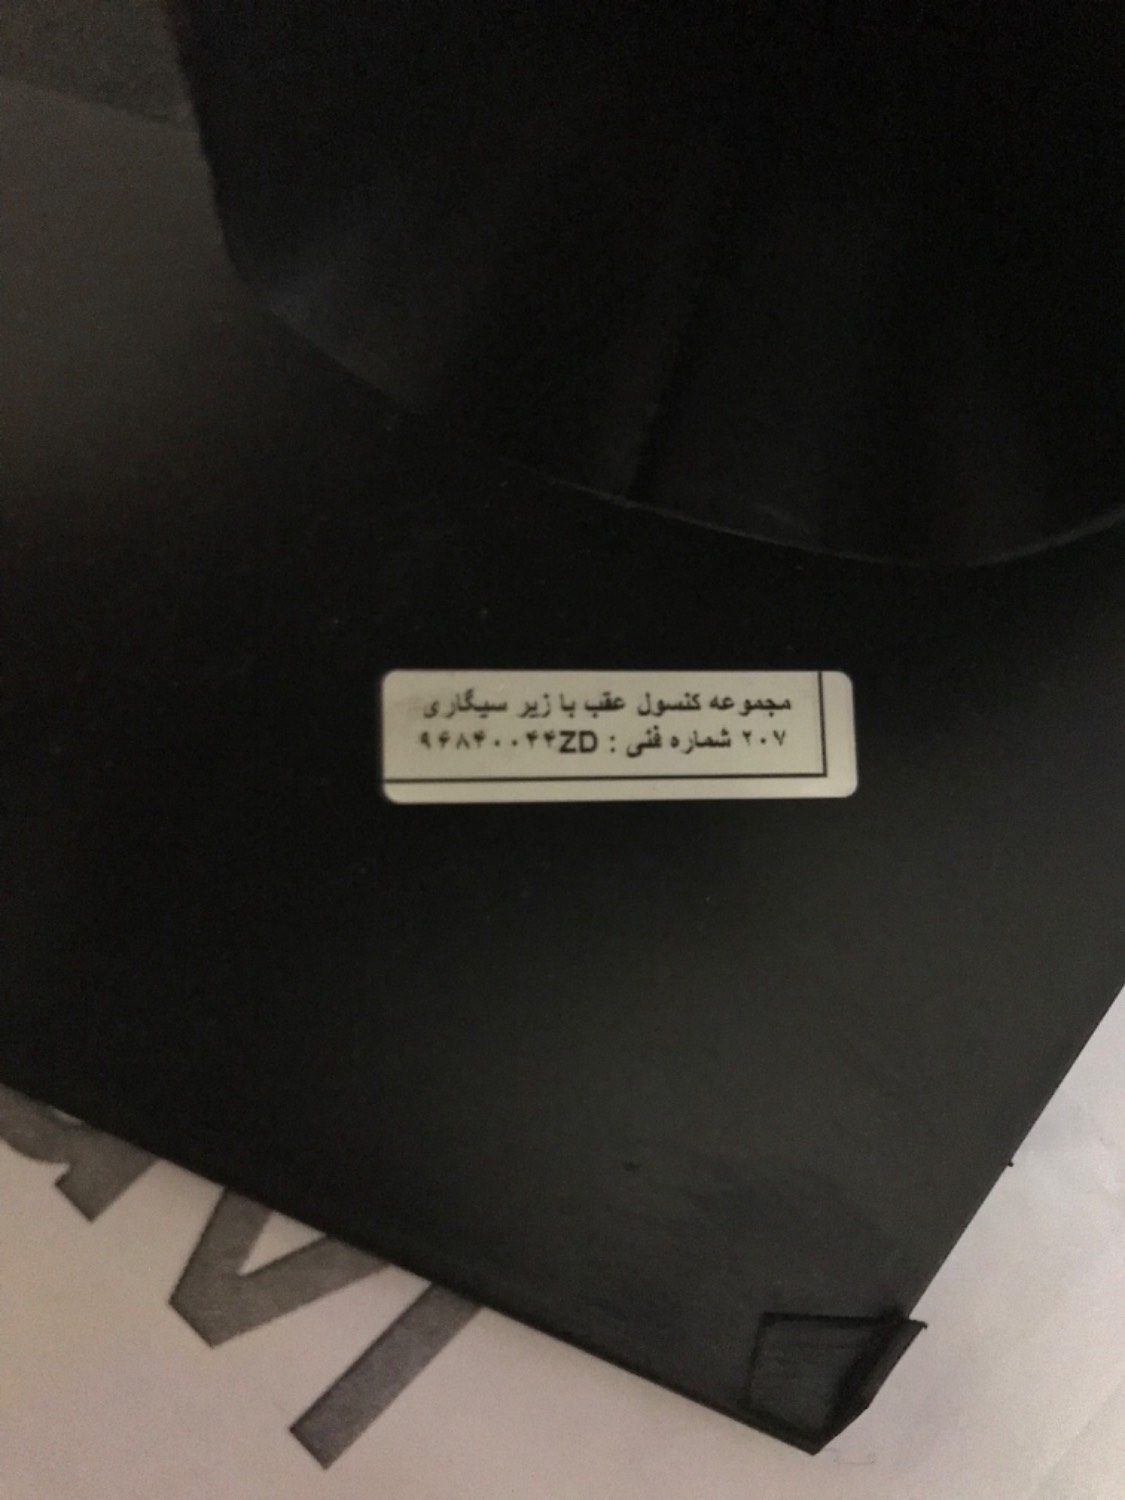 مجموعه کنسول عقب با زیر سیگاری
۲۰۷ شماره فنی : ۹۶۸۴۰۰۴۴ZD